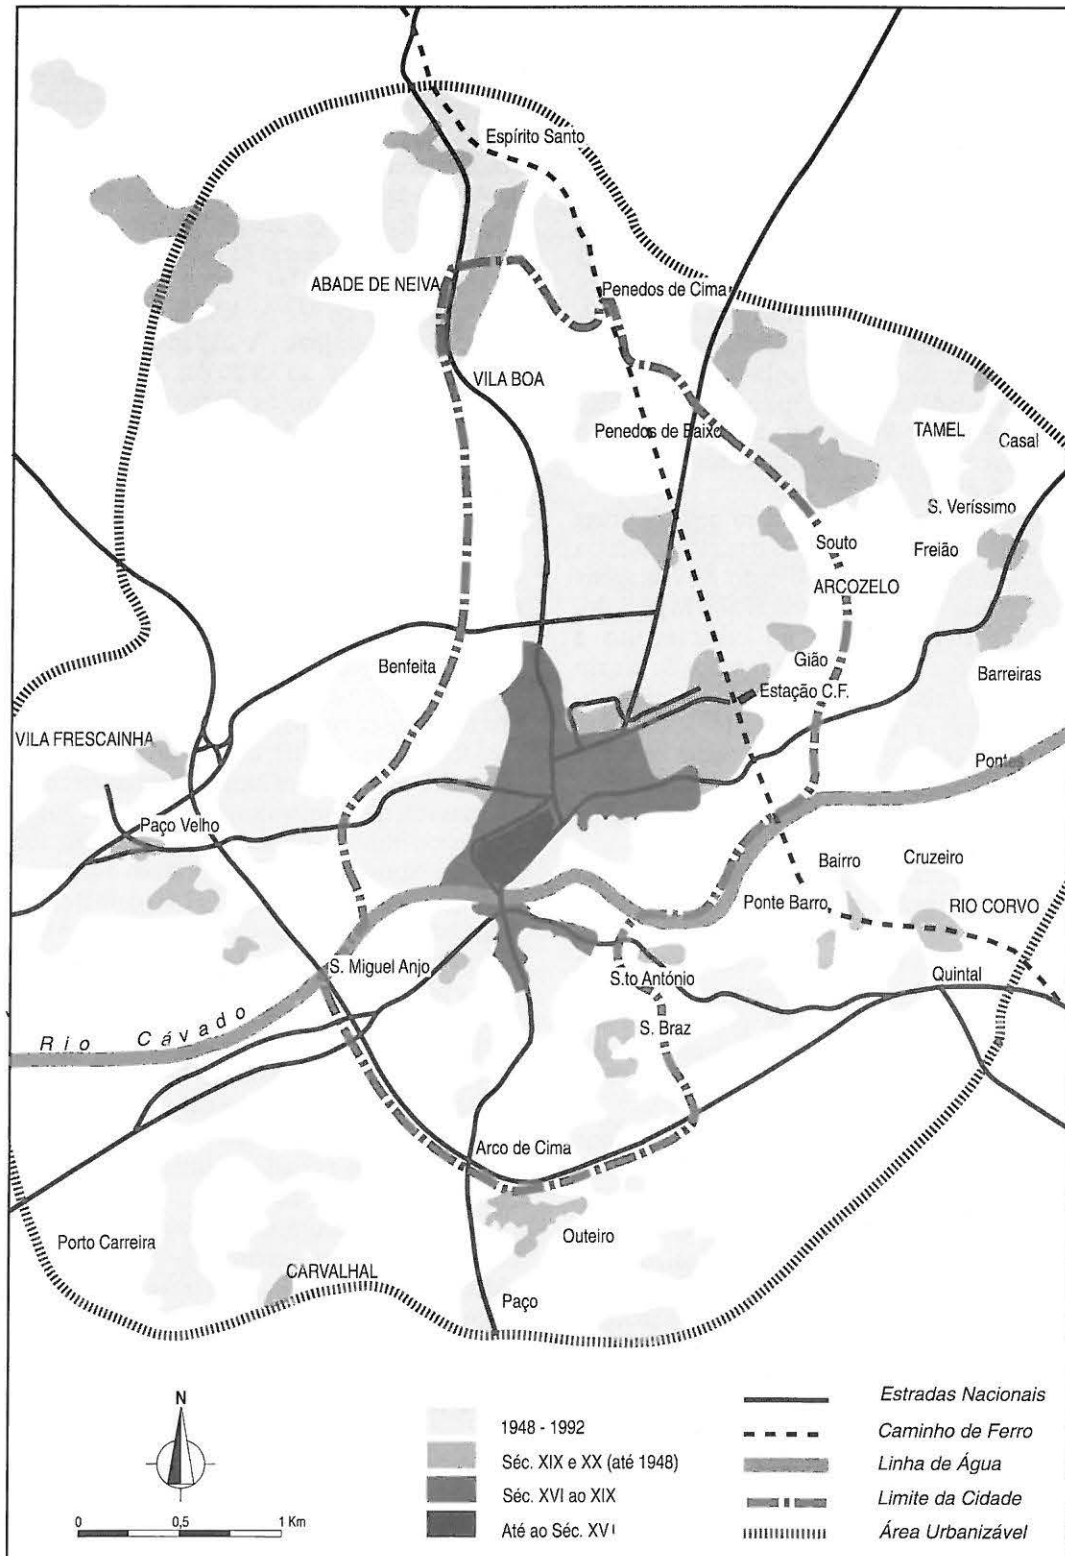 Espírito Santo
ABADE DE NEIVA
Penedos de Cima
VILA BOA
Penedos de Baixo
TAMEL
Casal
S. Veríssimo
Souto
Freião
ARCOZELO
Benfeita
Gião
Barreiras
Estação C.F.
VILA FRESCAINHA
Pontes
Paço Velho
Bairro
Cruzeiro
Ponte Barro
RIO CORVO
S. Miguel Anjo
S.to António
Quintal
Rio Cávado
S. Braz
Arco de Cima
Outeiro
Porto Carreira
CARVALHAL
Paço
N
0 0,5 1 Km
1948 - 1992
Séc. XIX e XX (até 1948)
Séc. XVI ao XIX
Até ao Séc. XVI
Estradas Nacionais
Caminho de Ferro
Linha de Água
Limite da Cidade
Área Urbanizável